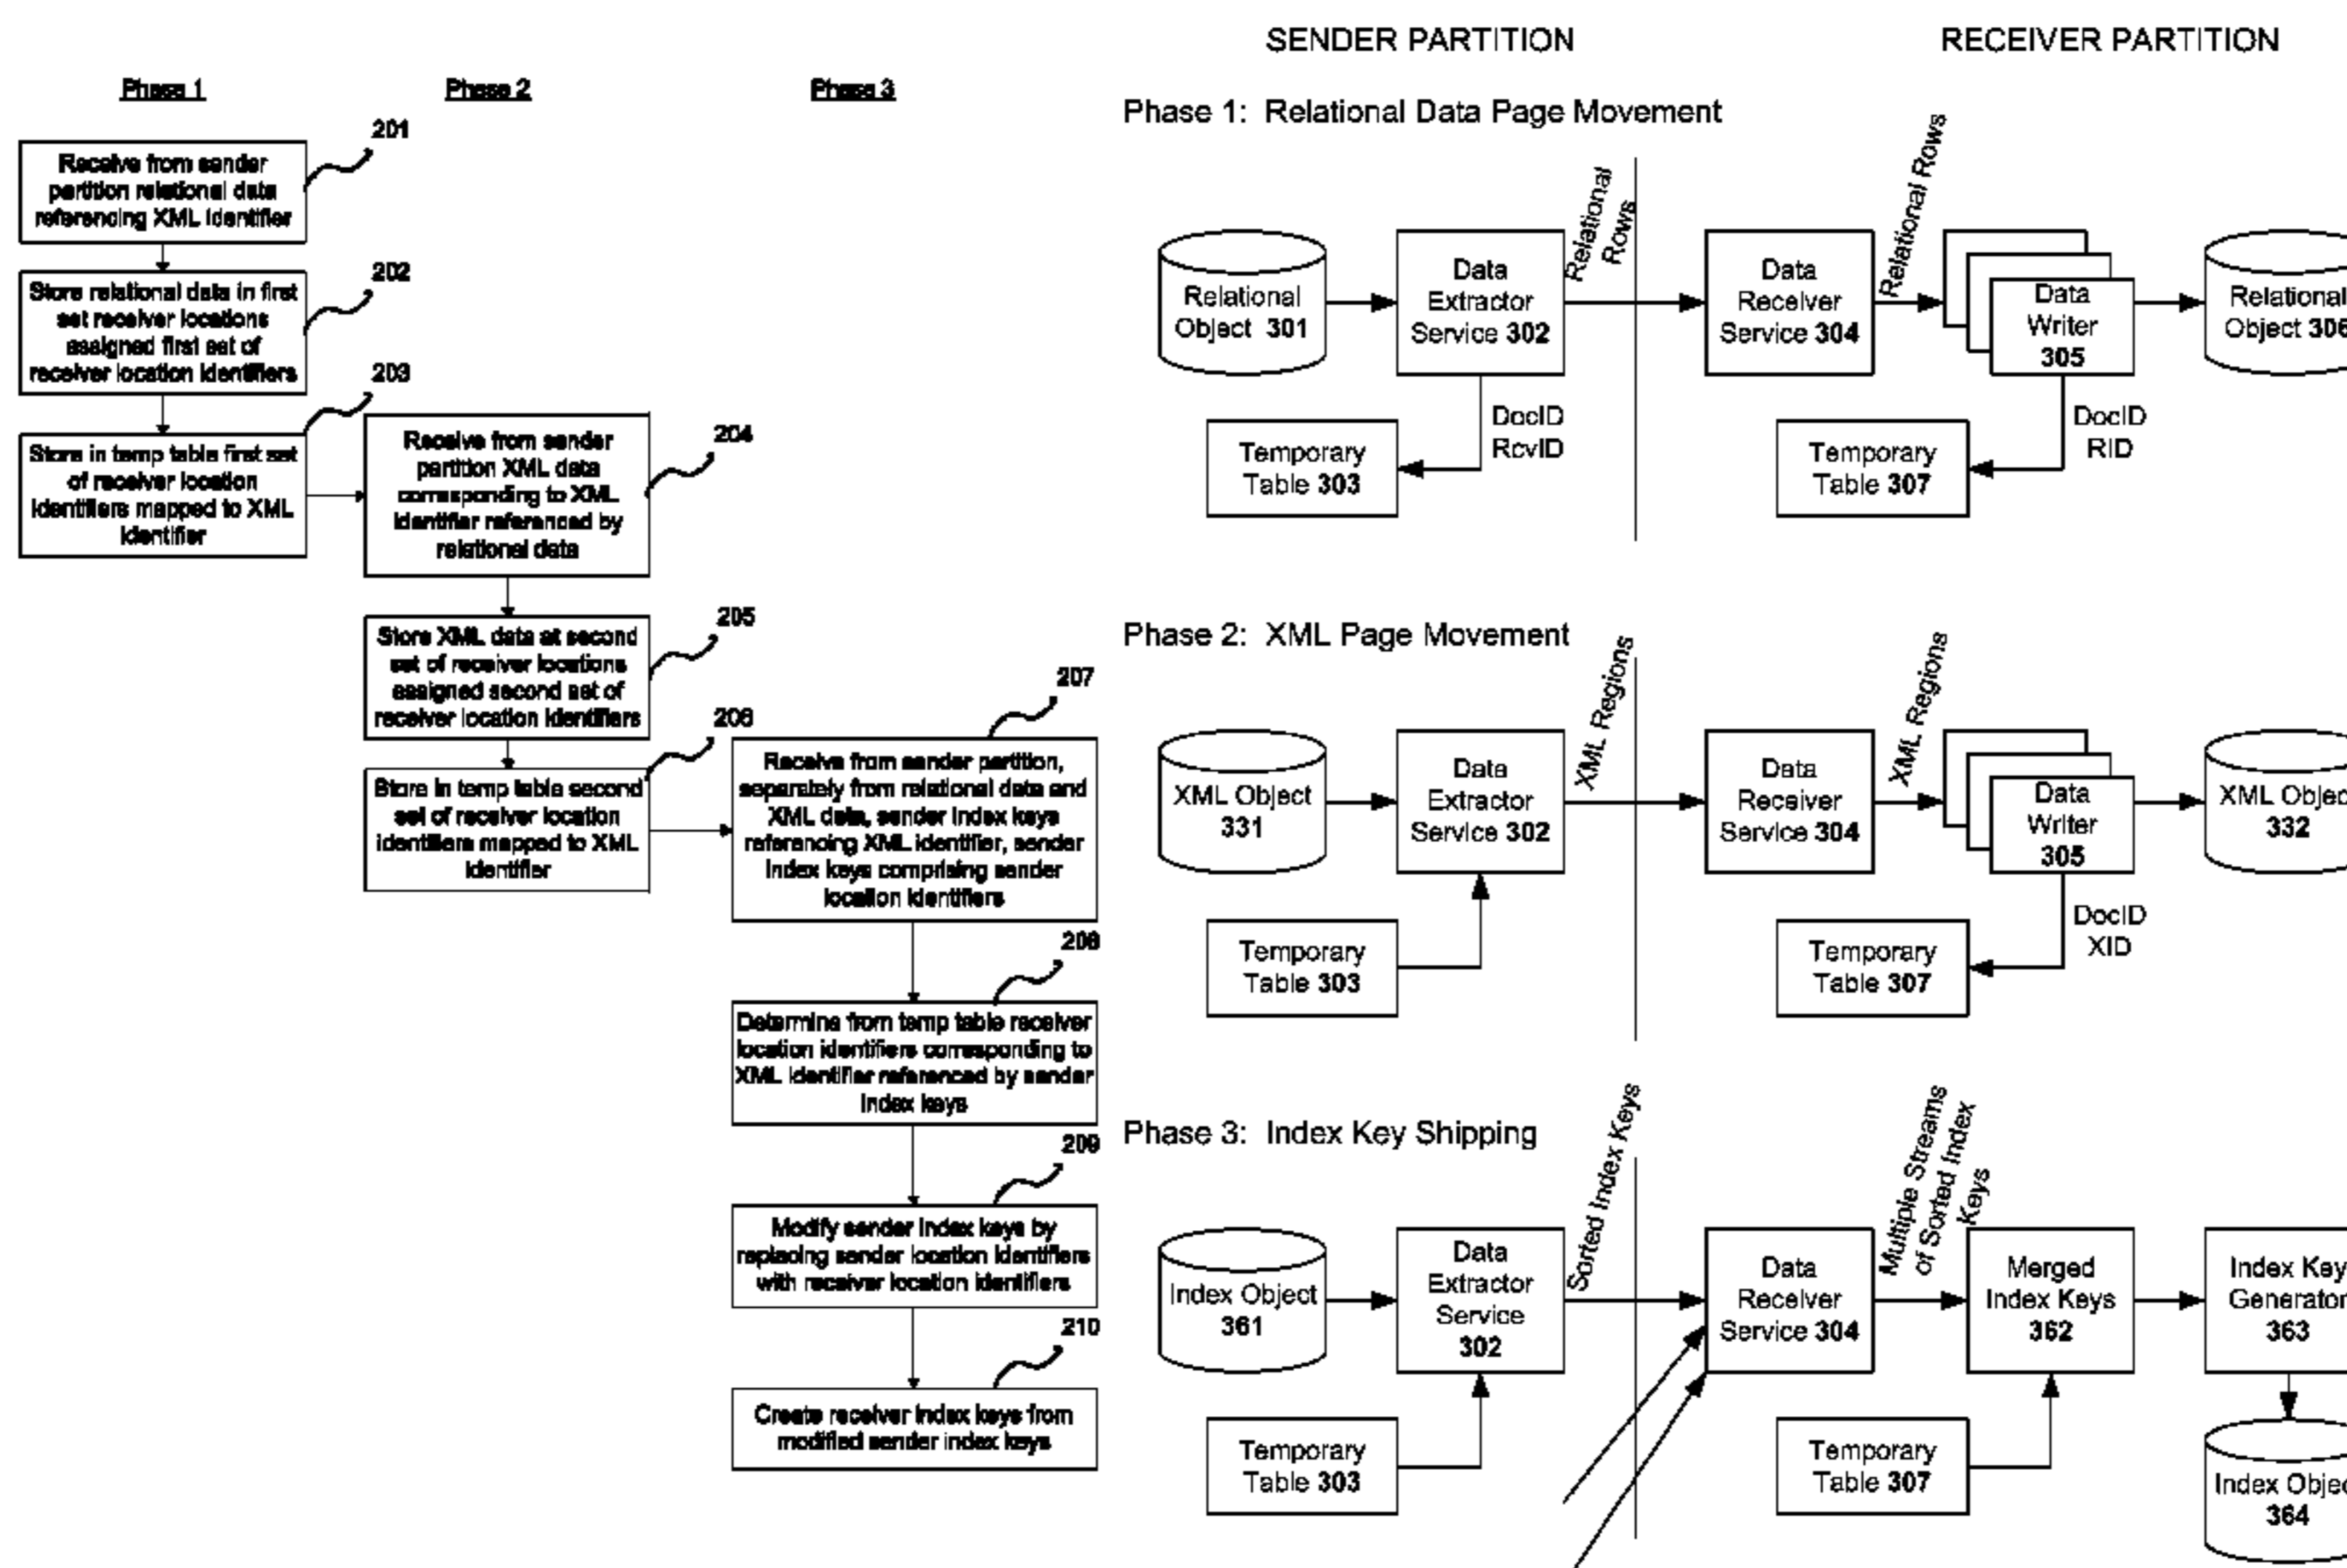 Phase 1
Phase 2
Phase 3
201
Receive from sender
partition relational data
referencing XML identifier
202
Store relational data in first
set receiver locations
assigned first set of
receiver location identifiers
203
Store in temp table first set
of receiver location
identifiers mapped to XML
identifier
204
Receive from sender
partition XML data
corresponding to XML
identifier referenced by
relational data
205
Store XML data at second
set of receiver locations
assigned second set of
receiver location identifiers
206
Store in temp table second
set of receiver location
identifiers mapped to XML
identifier
207
Receive from sender partition,
separately from relational data and
XML data, sender index keys
referencing XML identifier, sender
index keys comprising sender
location identifiers
208
Determine from temp table receiver
location identifiers corresponding to
XML identifier referenced by sender
index keys
209
Modify sender index keys by
replacing sender location identifiers
with receiver location identifiers
210
Create receiver index keys from
modified sender index keys
SENDER PARTITION
RECEIVER PARTITION
Phase 1: Relational Data Page Movement
Relational
Object 301
Data
Extractor
Service 302
Relational
Rows
Data
Receiver
Service 304
Relational Rows
Data
Writer
305
Relational
Object 306
DocID
RcvID
Temporary
Table 303
DocID
RID
Temporary
Table 307
Phase 2: XML Page Movement
XML Object
331
Data
Extractor
Service 302
XML Regions
Data
Receiver
Service 304
XML Regions
Data
Writer
305
XML Objec
332
Temporary
Table 303
DocID
XID
Temporary
Table 307
Phase 3: Index Key Shipping
Index Object
361
Data
Extractor
Service
302
Sorted Index Keys
Data
Receiver
Service 304
Multiple Streams
of Sorted Index
Keys
Merged
Index Keys
362
Index Key
Generator
363
Temporary
Table 303
Temporary
Table 307
Index Objec
364